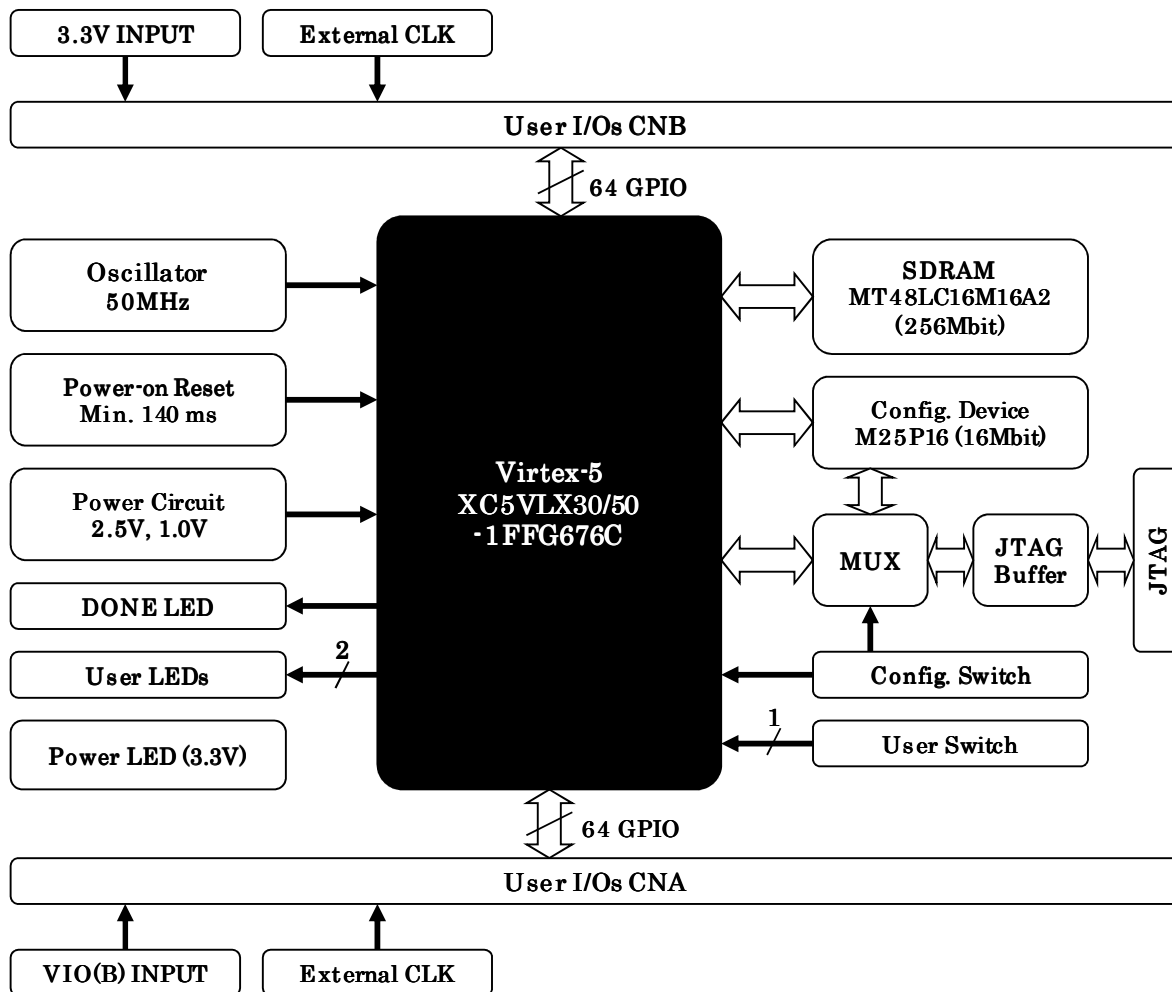 3.3V INPUT
External CLK
User I/Os CNB
64 GPIO
Oscillator
50MHz
SDRAM
MT48LC16M16A2
(256Mbit)
Power-on Reset
Min. 140 ms
Config. Device
M25P16 (16Mbit)
Power Circuit
2.5V, 1.0V
Virtex-5
XC5VLX30/50
-1FFG676C
MUX
JTAG
Buffer
JTAG
DONE LED
2
User LEDs
Config. Switch
1
Power LED (3.3V)
User Switch
64 GPIO
User I/Os CNA
VIO(B) INPUT
External CLK